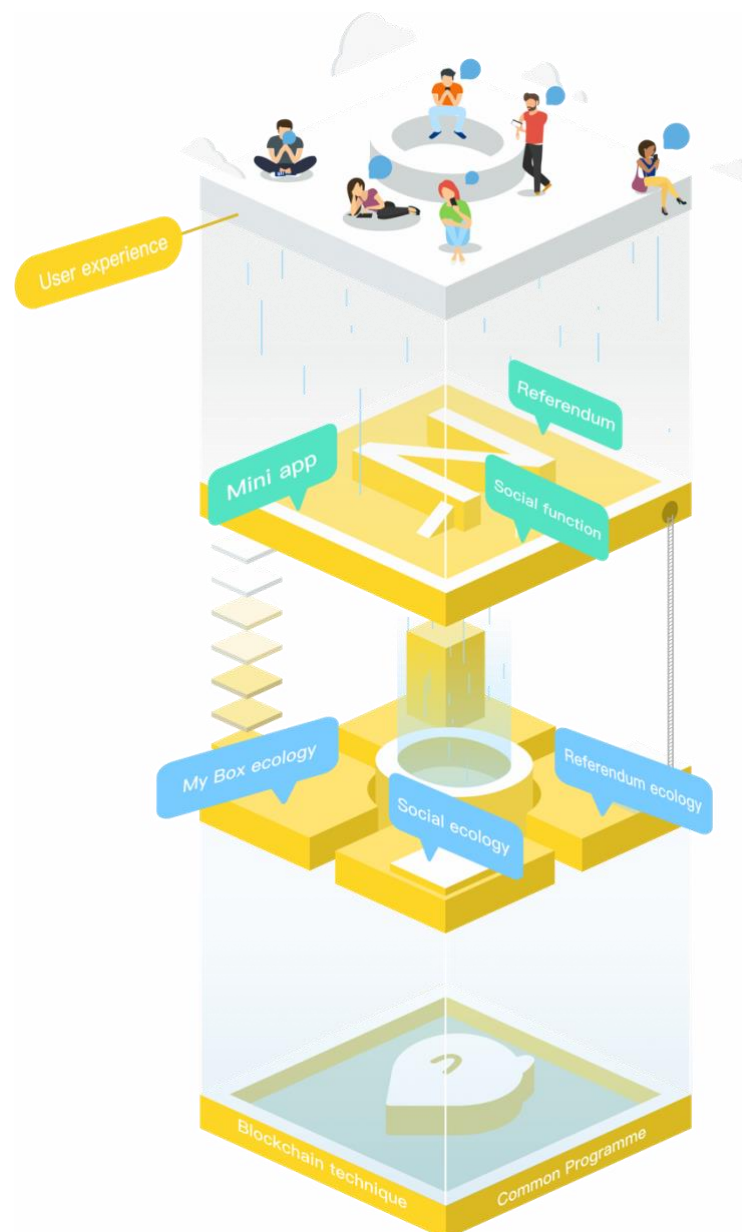 User experience
Referendum
Mini app
Social function
My Box ecology
Referendum ecology
Social ecology
Blockchain technique
Common Programme